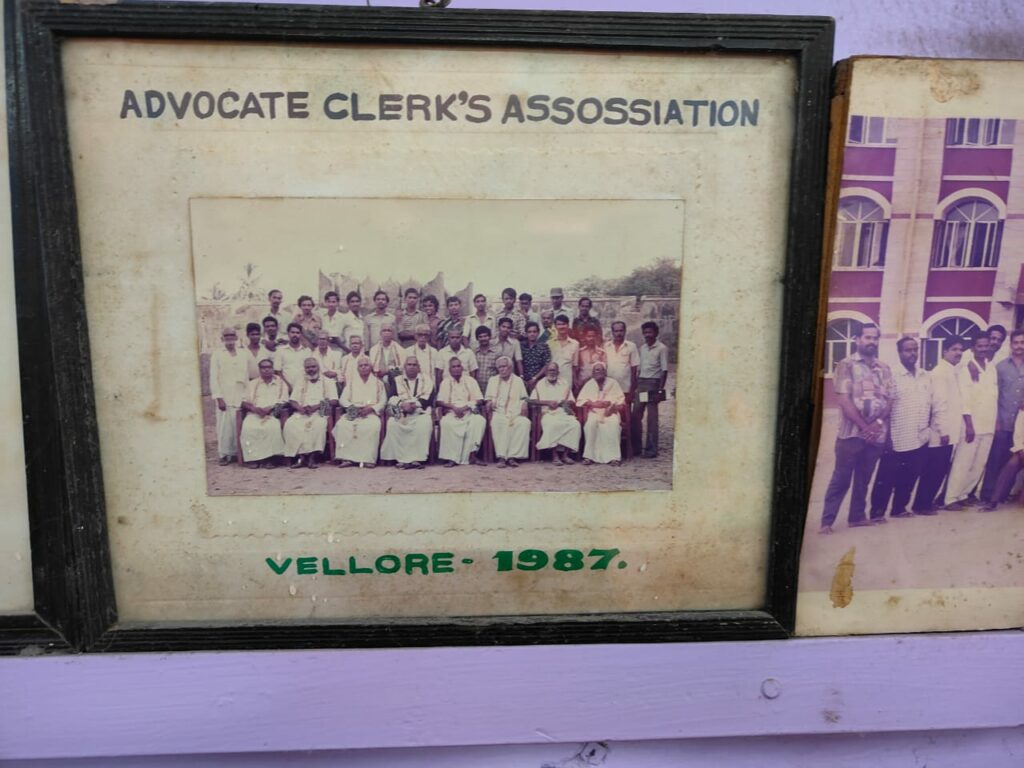 ADVOCATE CLERK'S ASSOSSIATION
VELLORE - 1987.